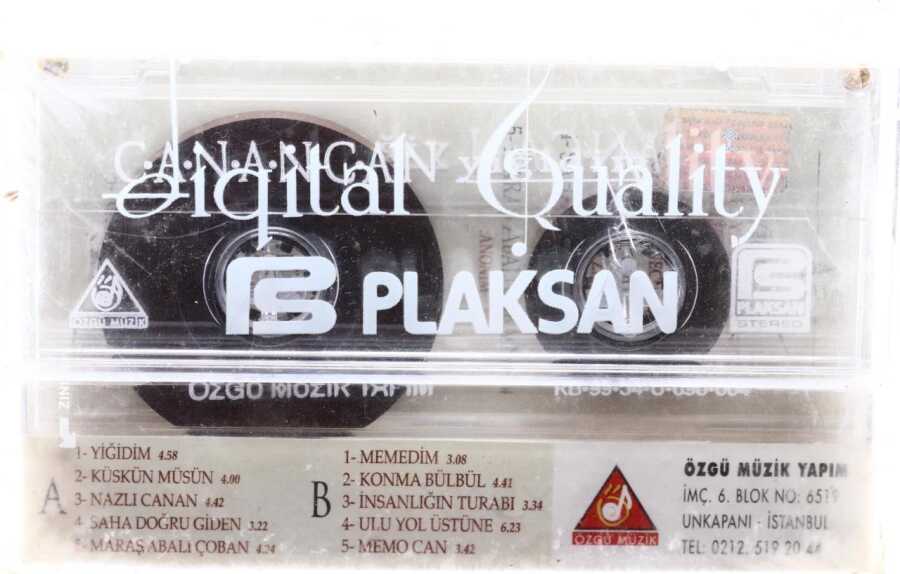 CANAN CAN
Digital Quality
PLAKSAN
ÖZGÜ MÜZİK
PLAKSAN
STEREO
ÖZGÜ MÜZİK YAPIM
A
1- YİĞİDİM 4.58
2- KÜSKÜN MÜSÜN 4.00
3- NAZLI CANAN 4.42
4- SAHA DOĞRU GİDEN 3.22
5- MARAŞ ABALI ÇOBAN 4.24
B
1- MEMEDİM 3.08
2- KONMA BÜLBÜL 4.41
3- İNSANLIĞIN TURABI 3.34
4- ULU YOL ÜSTÜNE 6.23
5- MEMO CAN 3.42
ÖZGÜ MÜZİK
ÖZGÜ MÜZİK YAPIM
İMÇ. 6. BLOK NO: 6519
UNKAPANI - İSTANBUL
TEL: 0212. 519 20 44